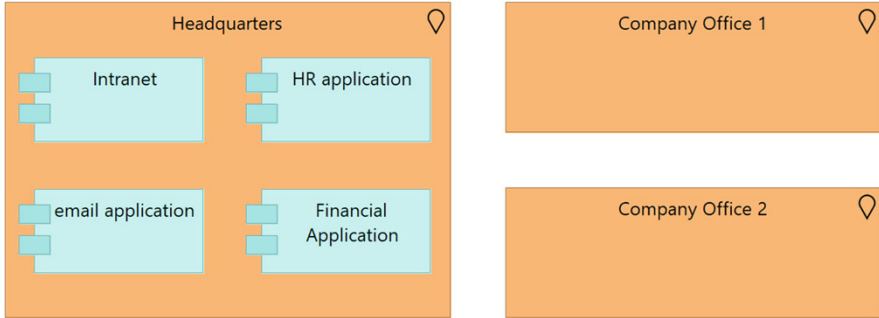 Headquarters
Intranet
HR application
email application
Financial
Application
Company Office 1
Company Office 2